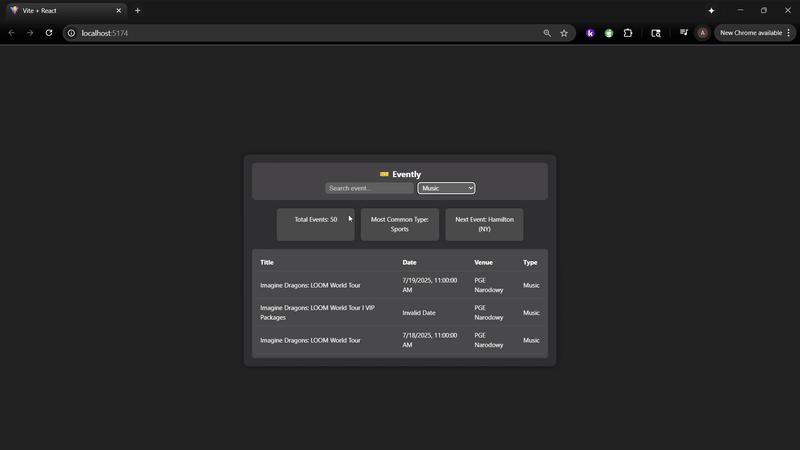 Vite + React
localhost:5174
A
New Chrome available
🎫 Evently
Search event...
Music
Total Events: 50
Most Common Type:
Sports
Next Event: Hamilton
(NY)
Title Date Venue Type
Imagine Dragons: LOOM World Tour
7/19/2025, 11:00:00
AM
PGE
Narodowy
Music
Imagine Dragons: LOOM World Tour I VIP
Packages
Invalid Date
PGE
Narodowy
Music
Imagine Dragons: LOOM World Tour
7/18/2025, 11:00:00
AM
PGE
Narodowy
Music